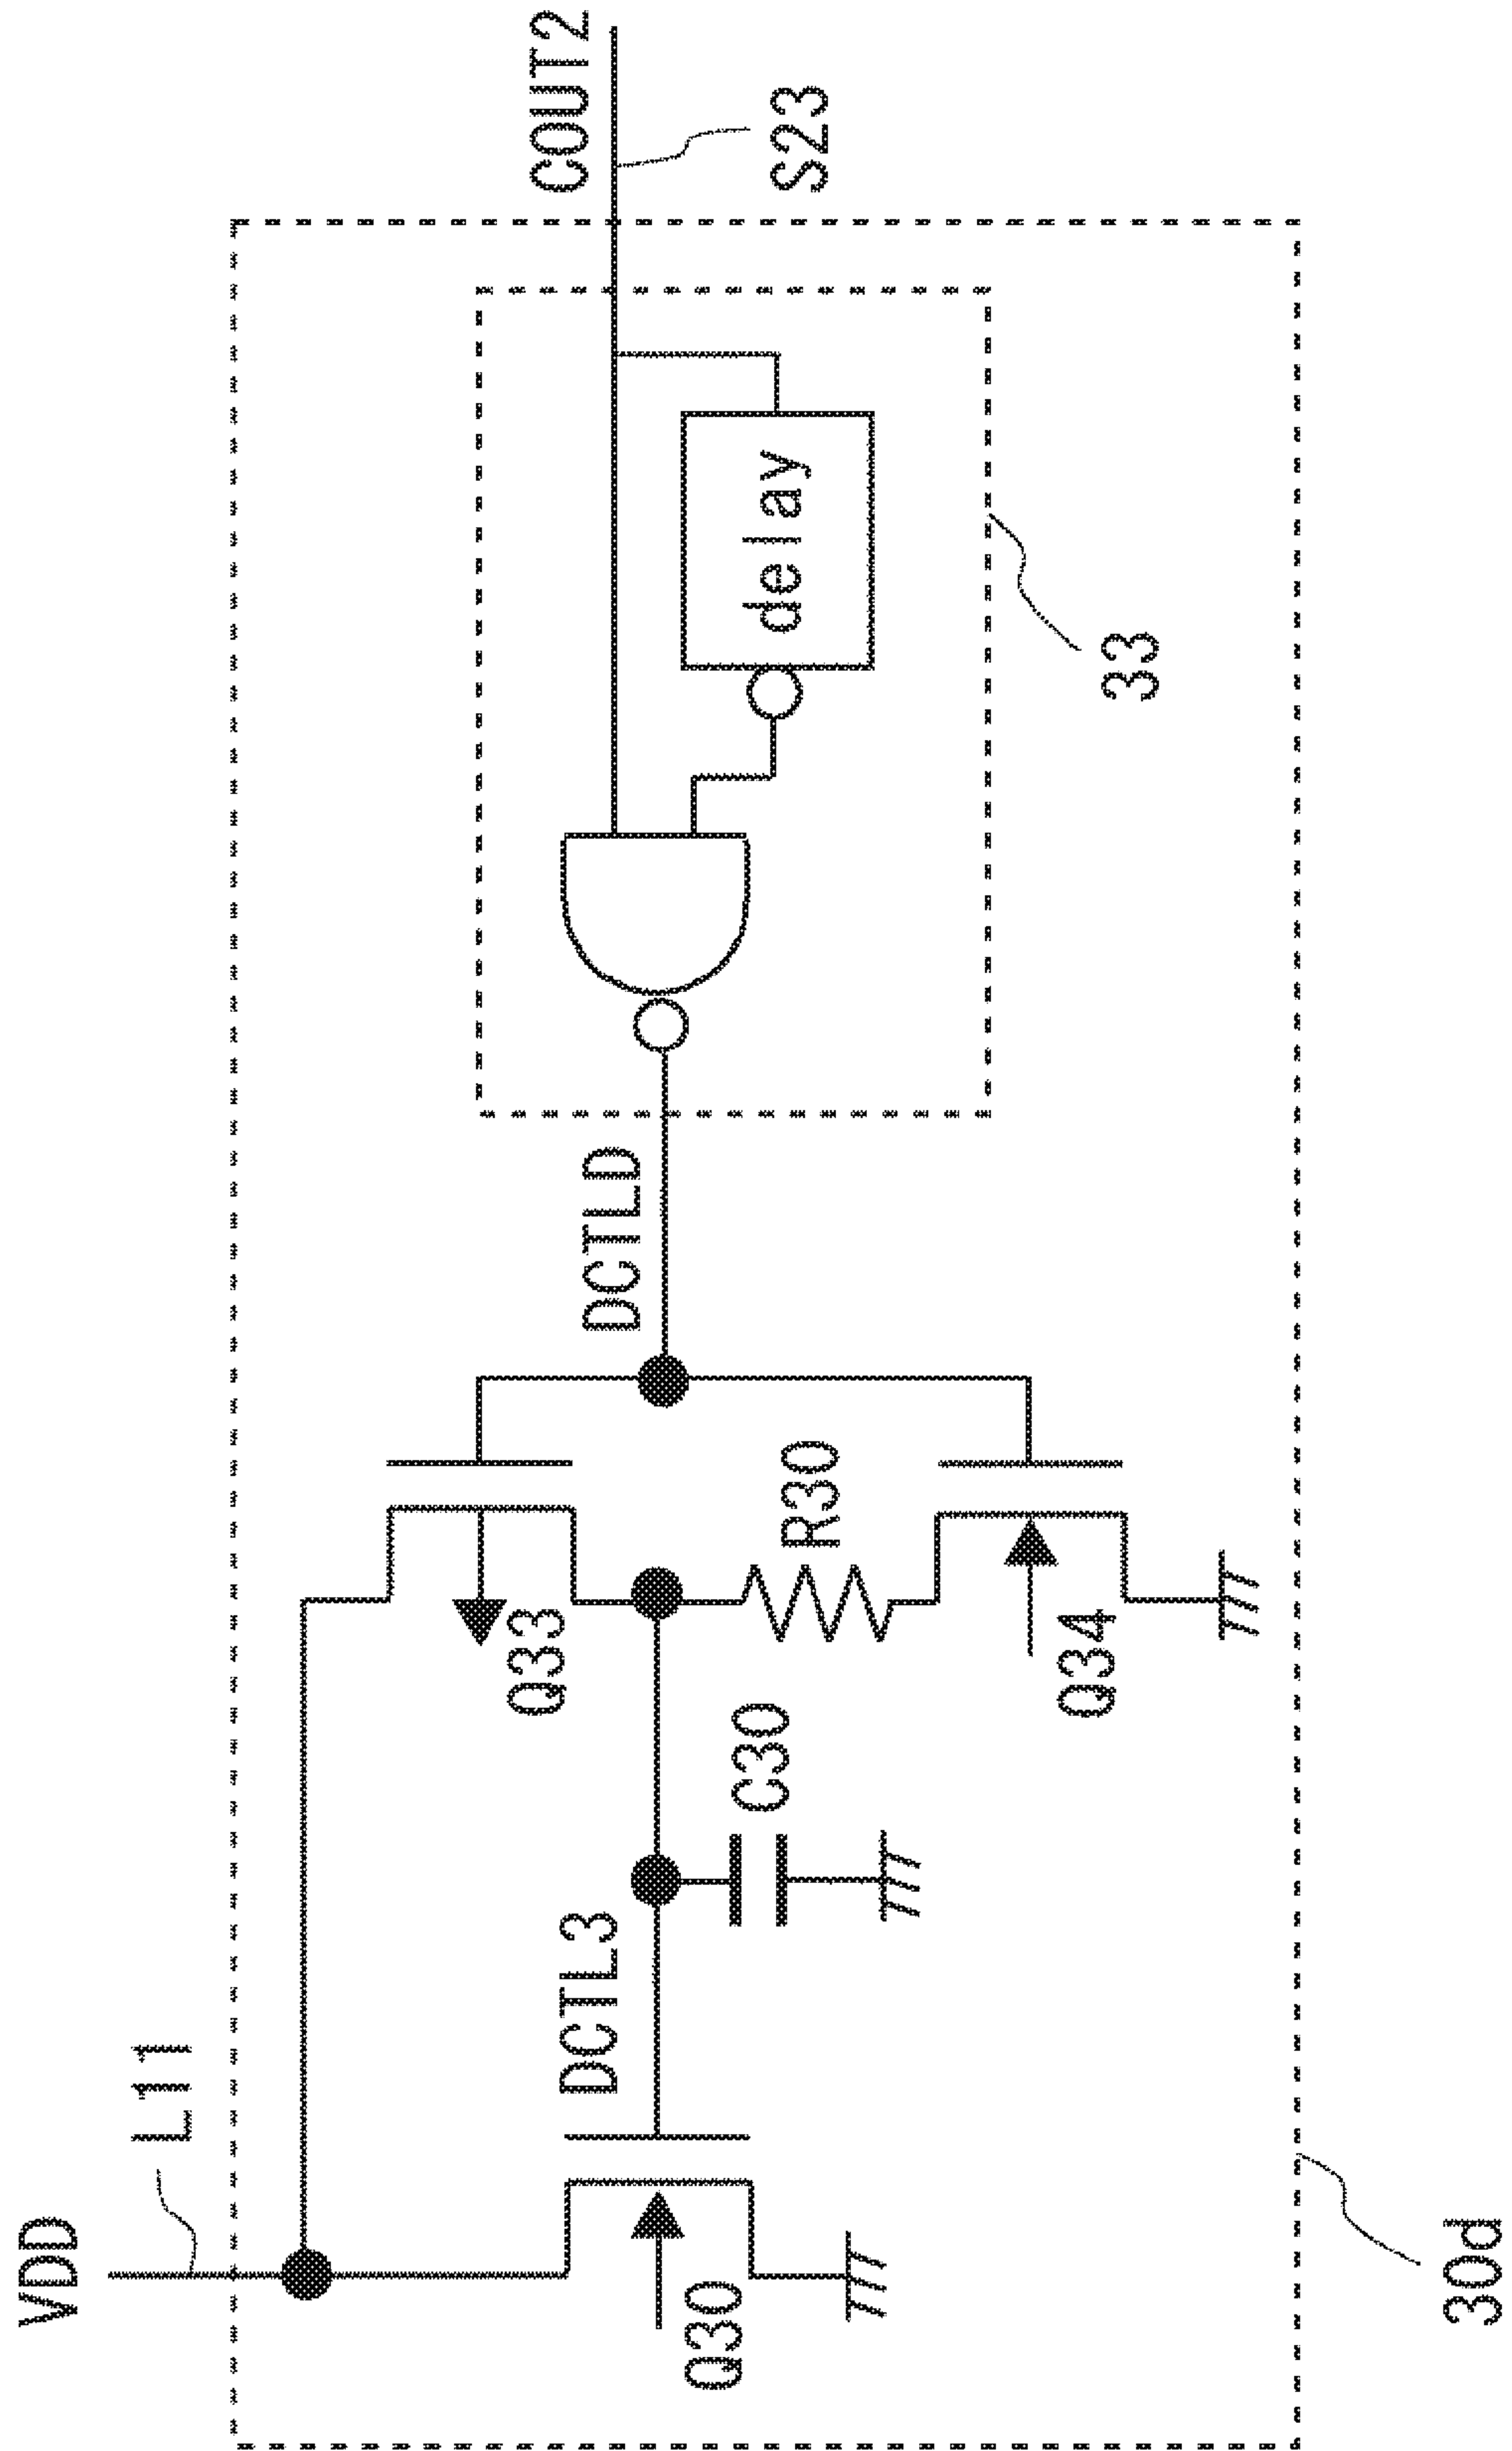 VDD
L11
Q30
DCTL3
C30
Q33
R30
Q34
DCTLD
delay
33
COUT2
S23
30d